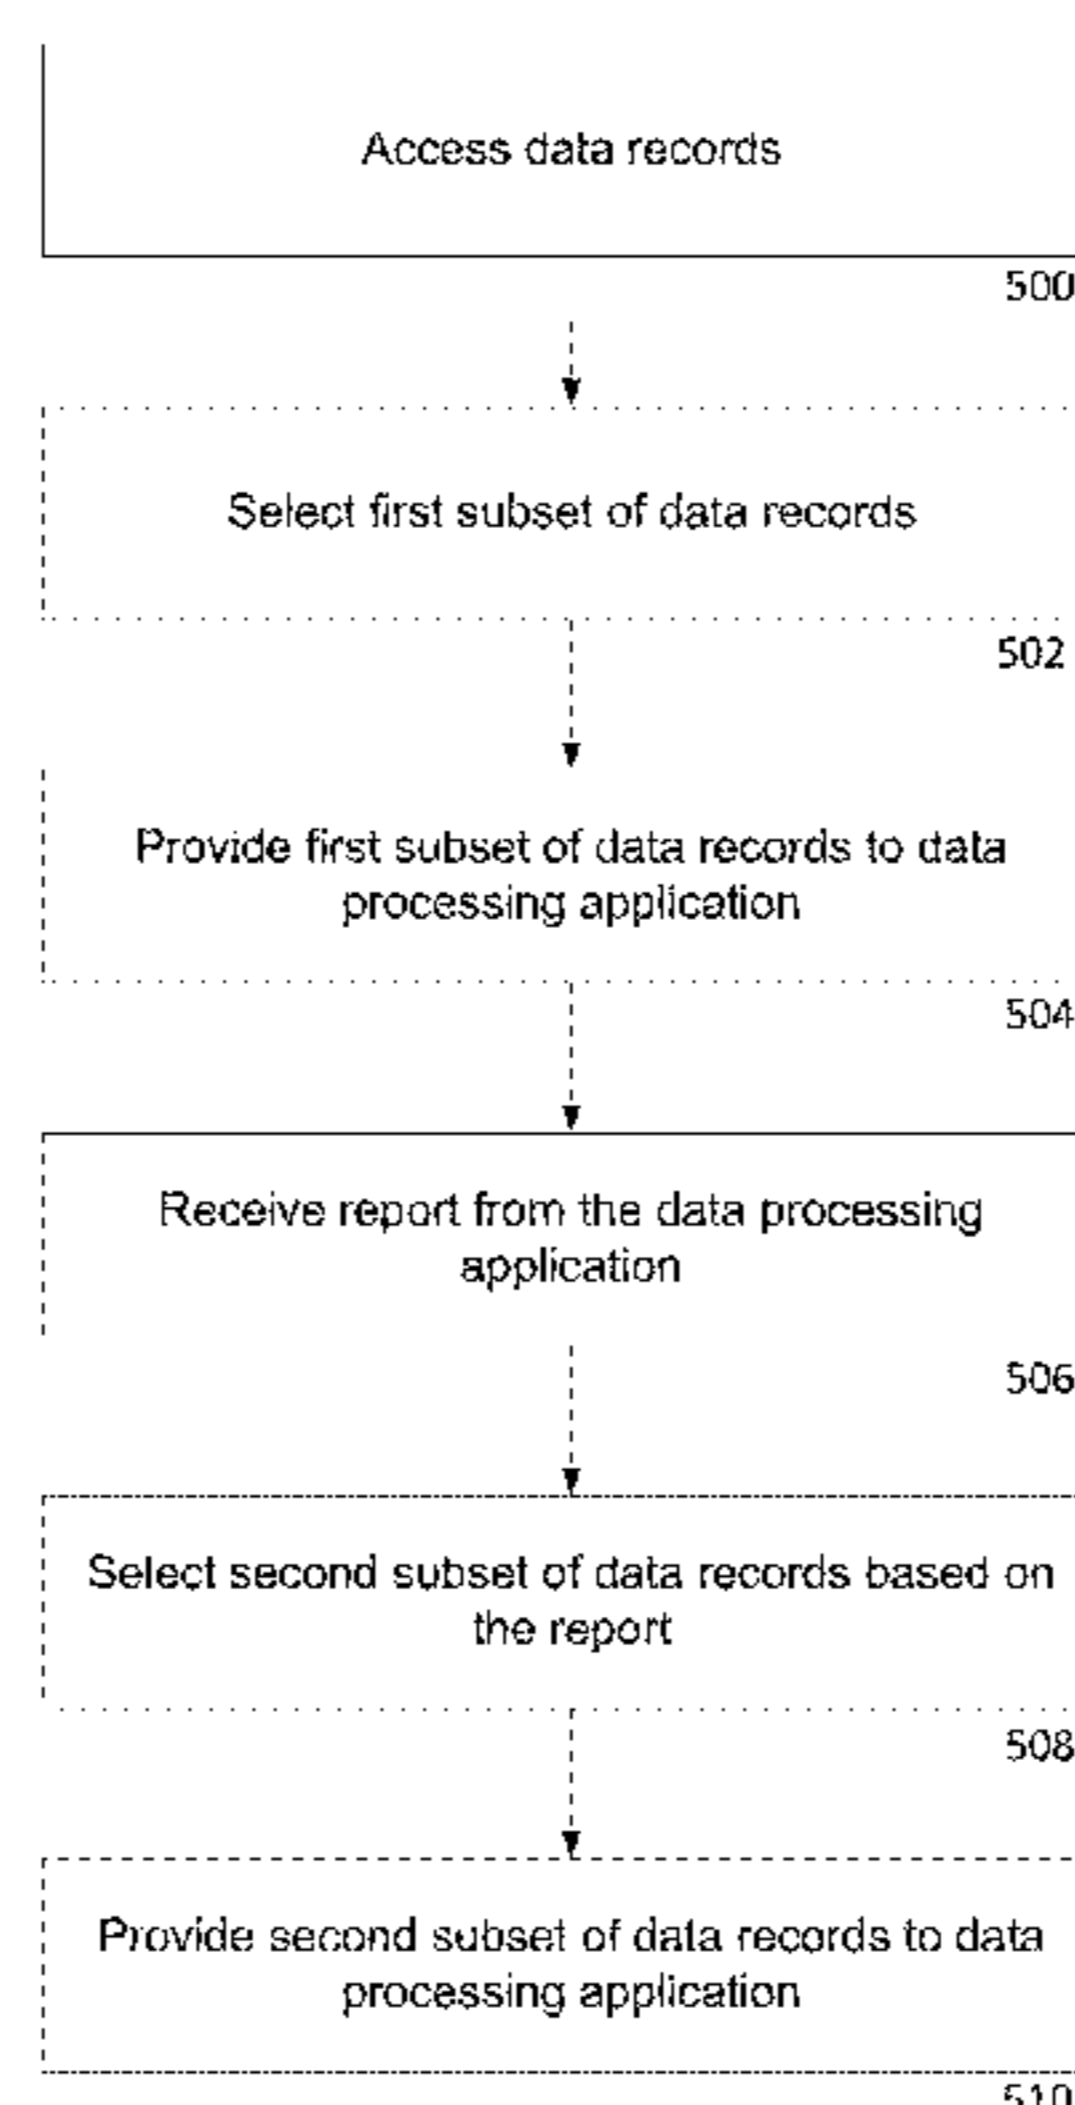 Access data records
500
Select first subset of data records
502
Provide first subset of data records to data
processing application
504
Receive report from the data processing
application
506
Select second subset of data records based on
the report
508
Provide second subset of data records to data
processing application
510